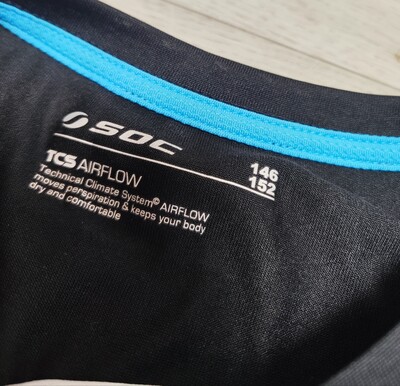 SOC
146
152
TCS AIRFLOW
Technical Climate System© AIRFLOW
moves perspiration & keeps your body
dry and comfortable